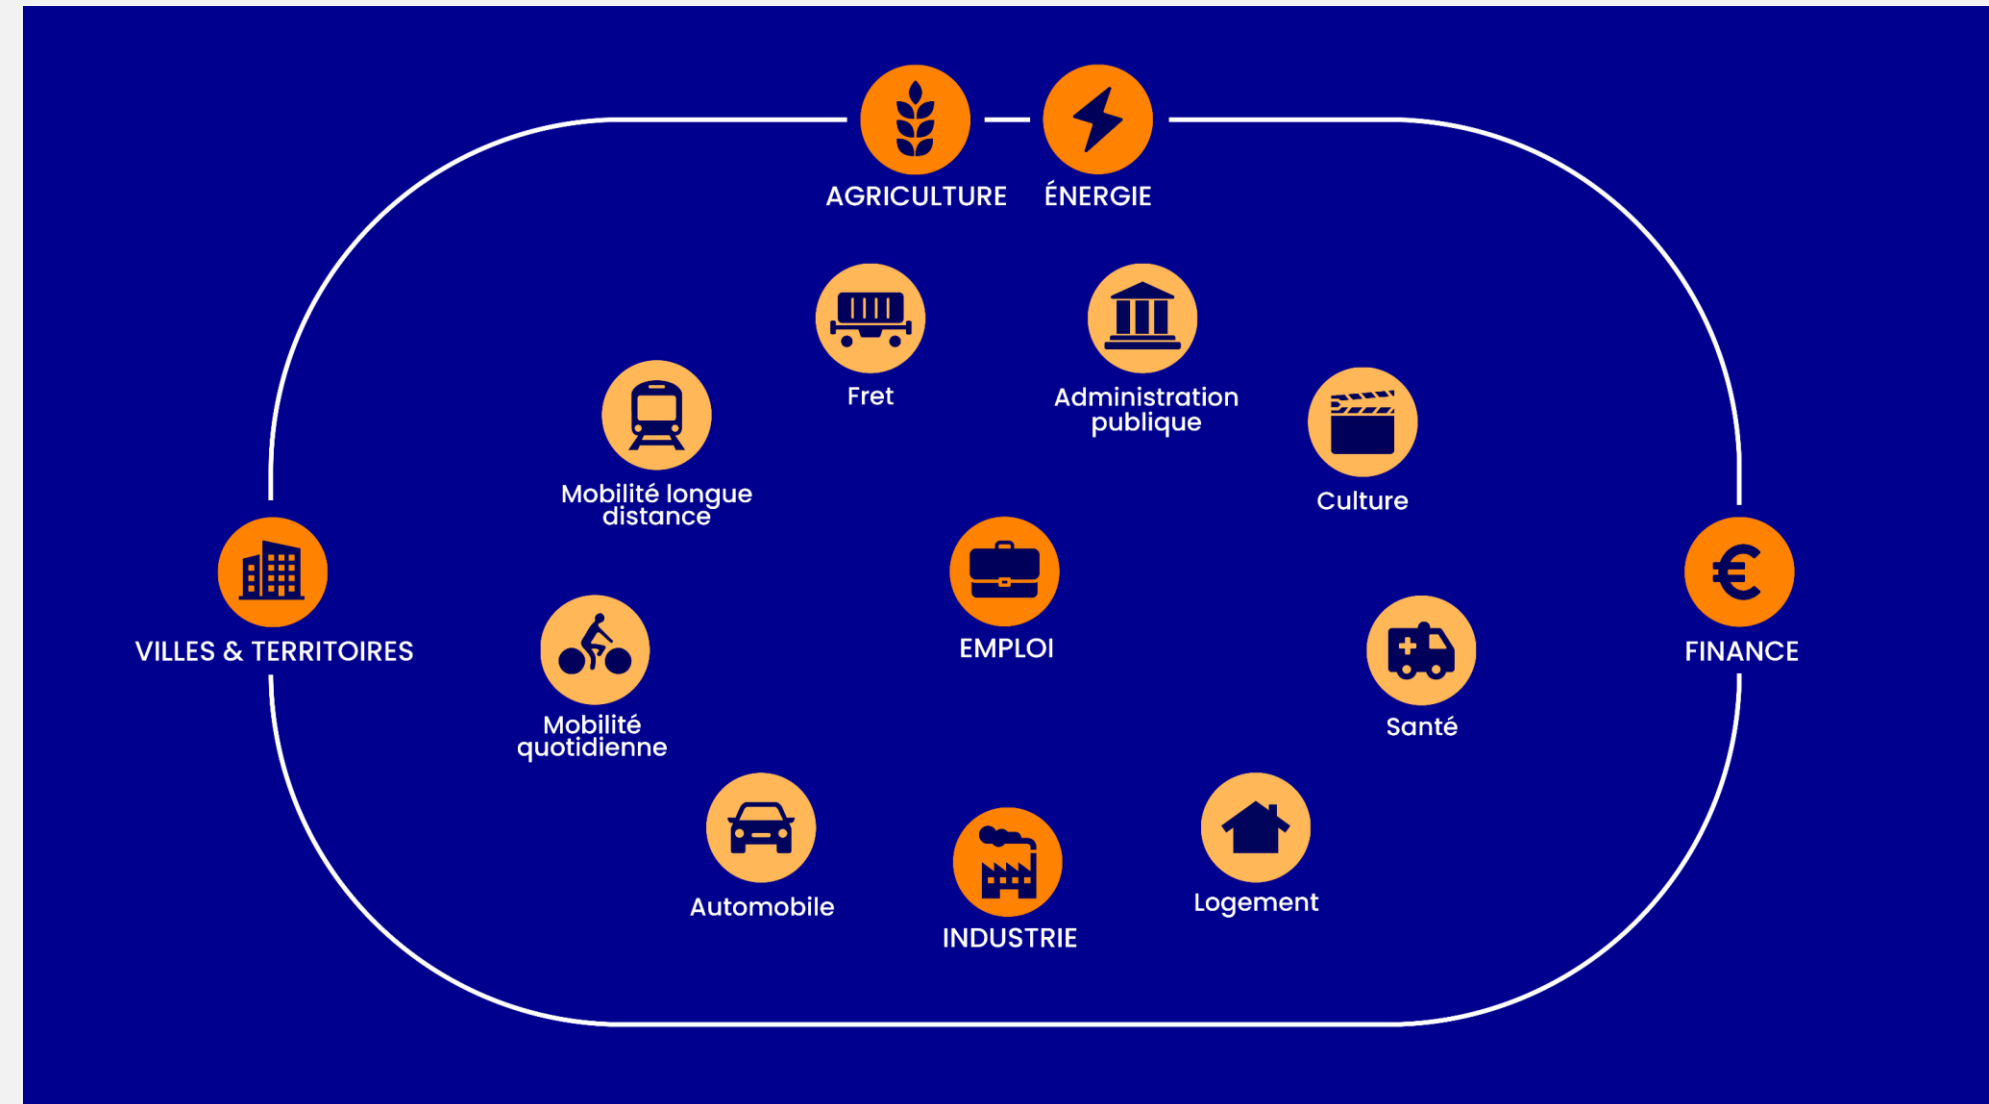 AGRICULTURE
ÉNERGIE
Fret
Administration
publique
Mobilité longue
distance
Culture
VILLES & TERRITOIRES
EMPLOI
FINANCE
Mobilité
quotidienne
Santé
Automobile
INDUSTRIE
Logement